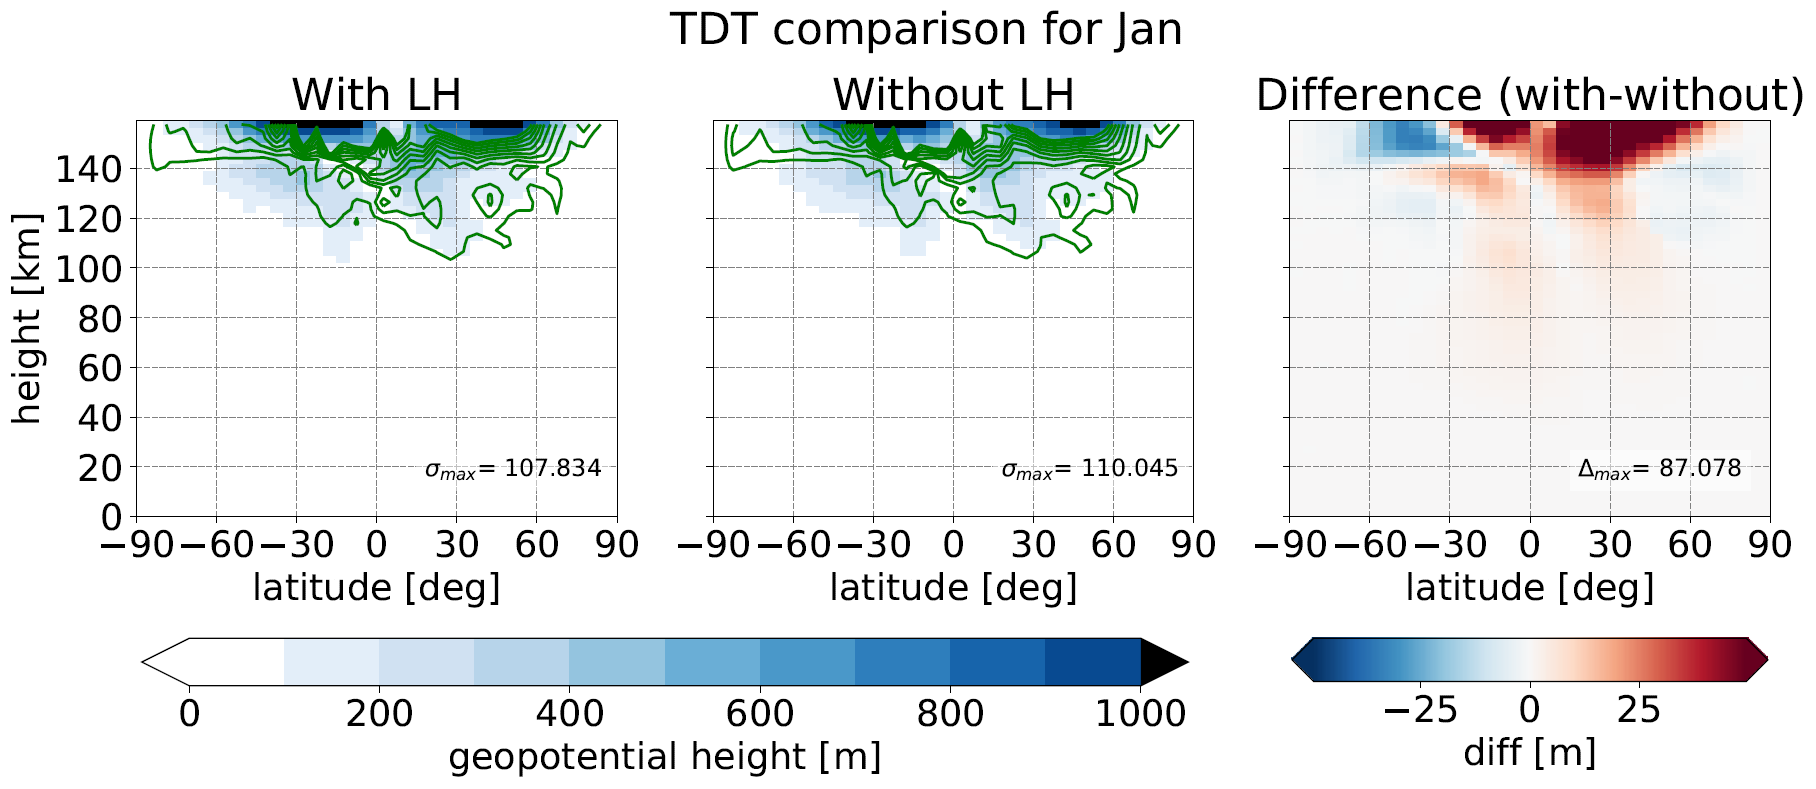 TDT comparison for Jan
With LH
Without LH
Difference (with-without)
height [km]
140
120
100
80
60
40
20
0
σmax= 107.834
σmax= 110.045
Δmax= 87.078
−90 −60 −30 0 30 60 90
−90 −60 −30 0 30 60 90
−90 −60 −30 0 30 60 90
latitude [deg]
latitude [deg]
latitude [deg]
0 200 400 600 800 1000
geopotential height [m]
−25 0 25
diff [m]